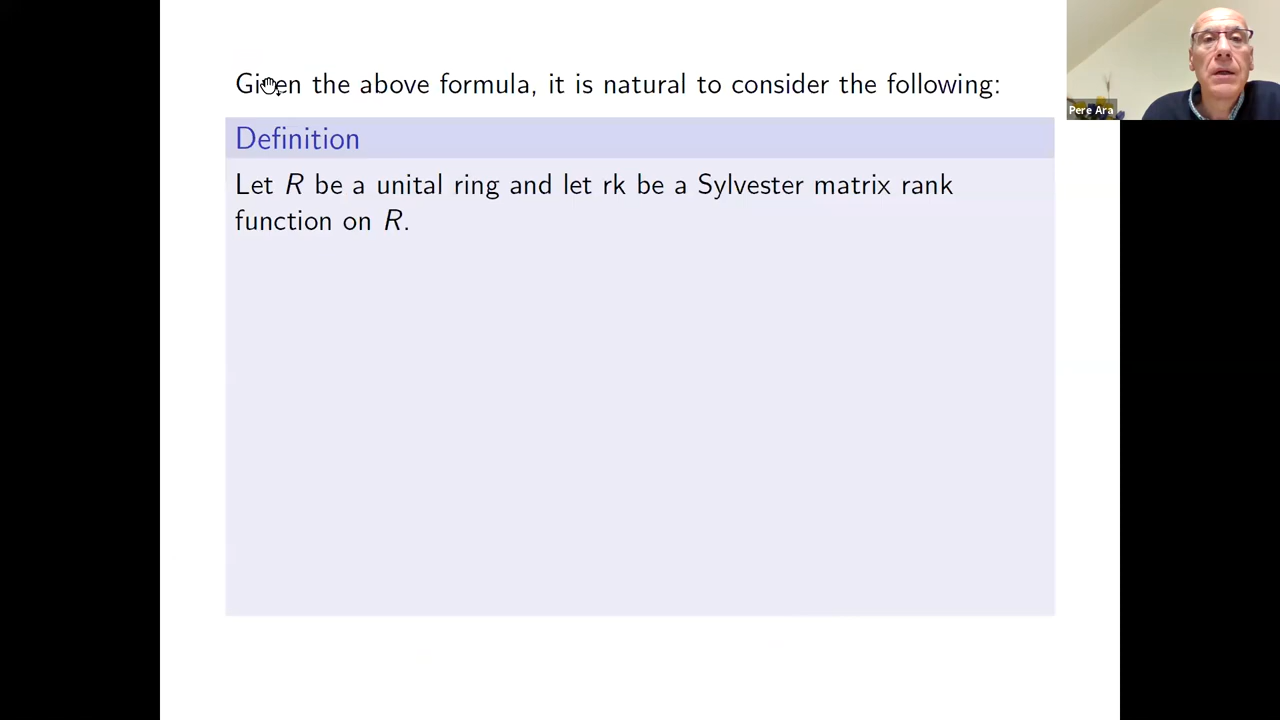 Given the above formula, it is natural to consider the following:
Pere Ara
Definition
Let R be a unital ring and let rk be a Sylvester matrix rank
function on R.